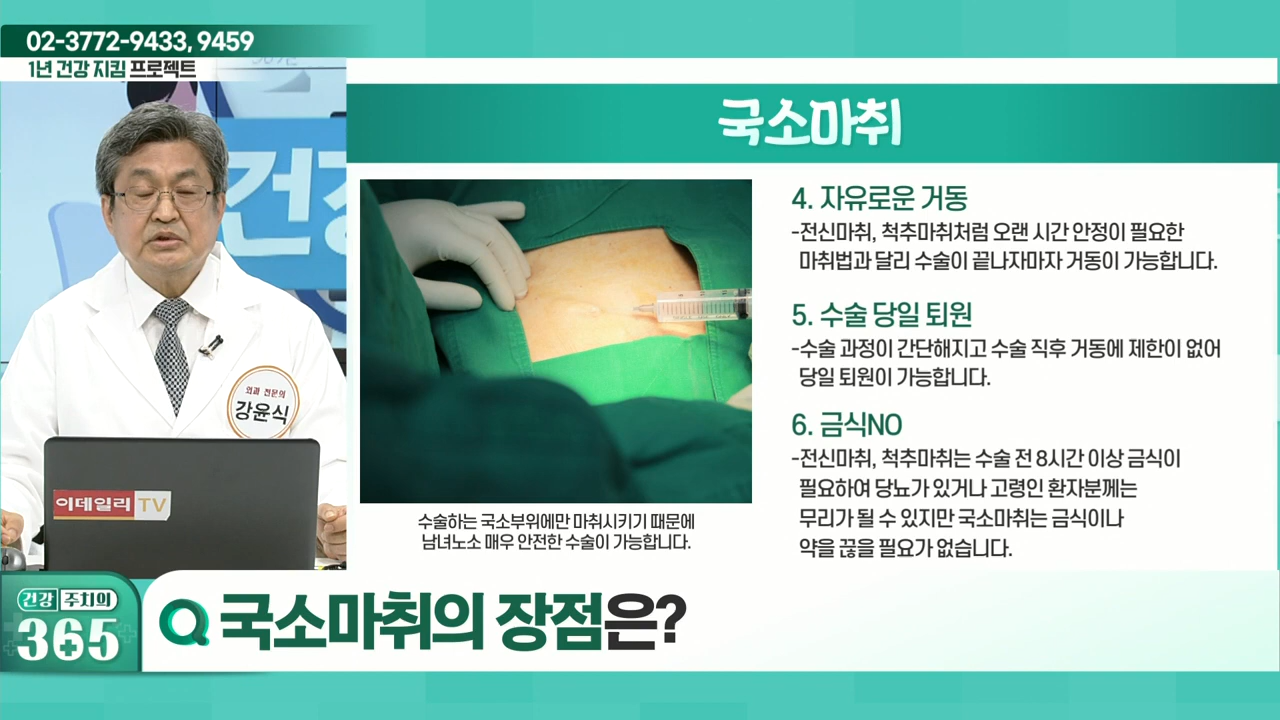 02-3772-9433, 9459
1년 건강 지킴 프로젝트
건강
국소마취
4. 자유로운 거동
-전신마취, 척추마취처럼 오랜 시간 안정이 필요한
마취법과 달리 수술이 끝나자마자 거동이 가능합니다.
5. 수술 당일 퇴원
-수술 과정이 간단해지고 수술 직후 거동에 제한이 없어
당일 퇴원이 가능합니다.
6. 금식NO
-전신마취, 척추마취는 수술 전 8시간 이상 금식이
필요하여 당뇨가 있거나 고령인 환자분께는
무리가 될 수 있지만 국소마취는 금식이나
약을 끊을 필요가 없습니다.
수술하는 국소부위에만 마취시키기 때문에
남녀노소 매우 안전한 수술이 가능합니다.
외과 전문의
강윤식
이데일리 TV
건강 주치의
365
Q 국소마취의 장점은?